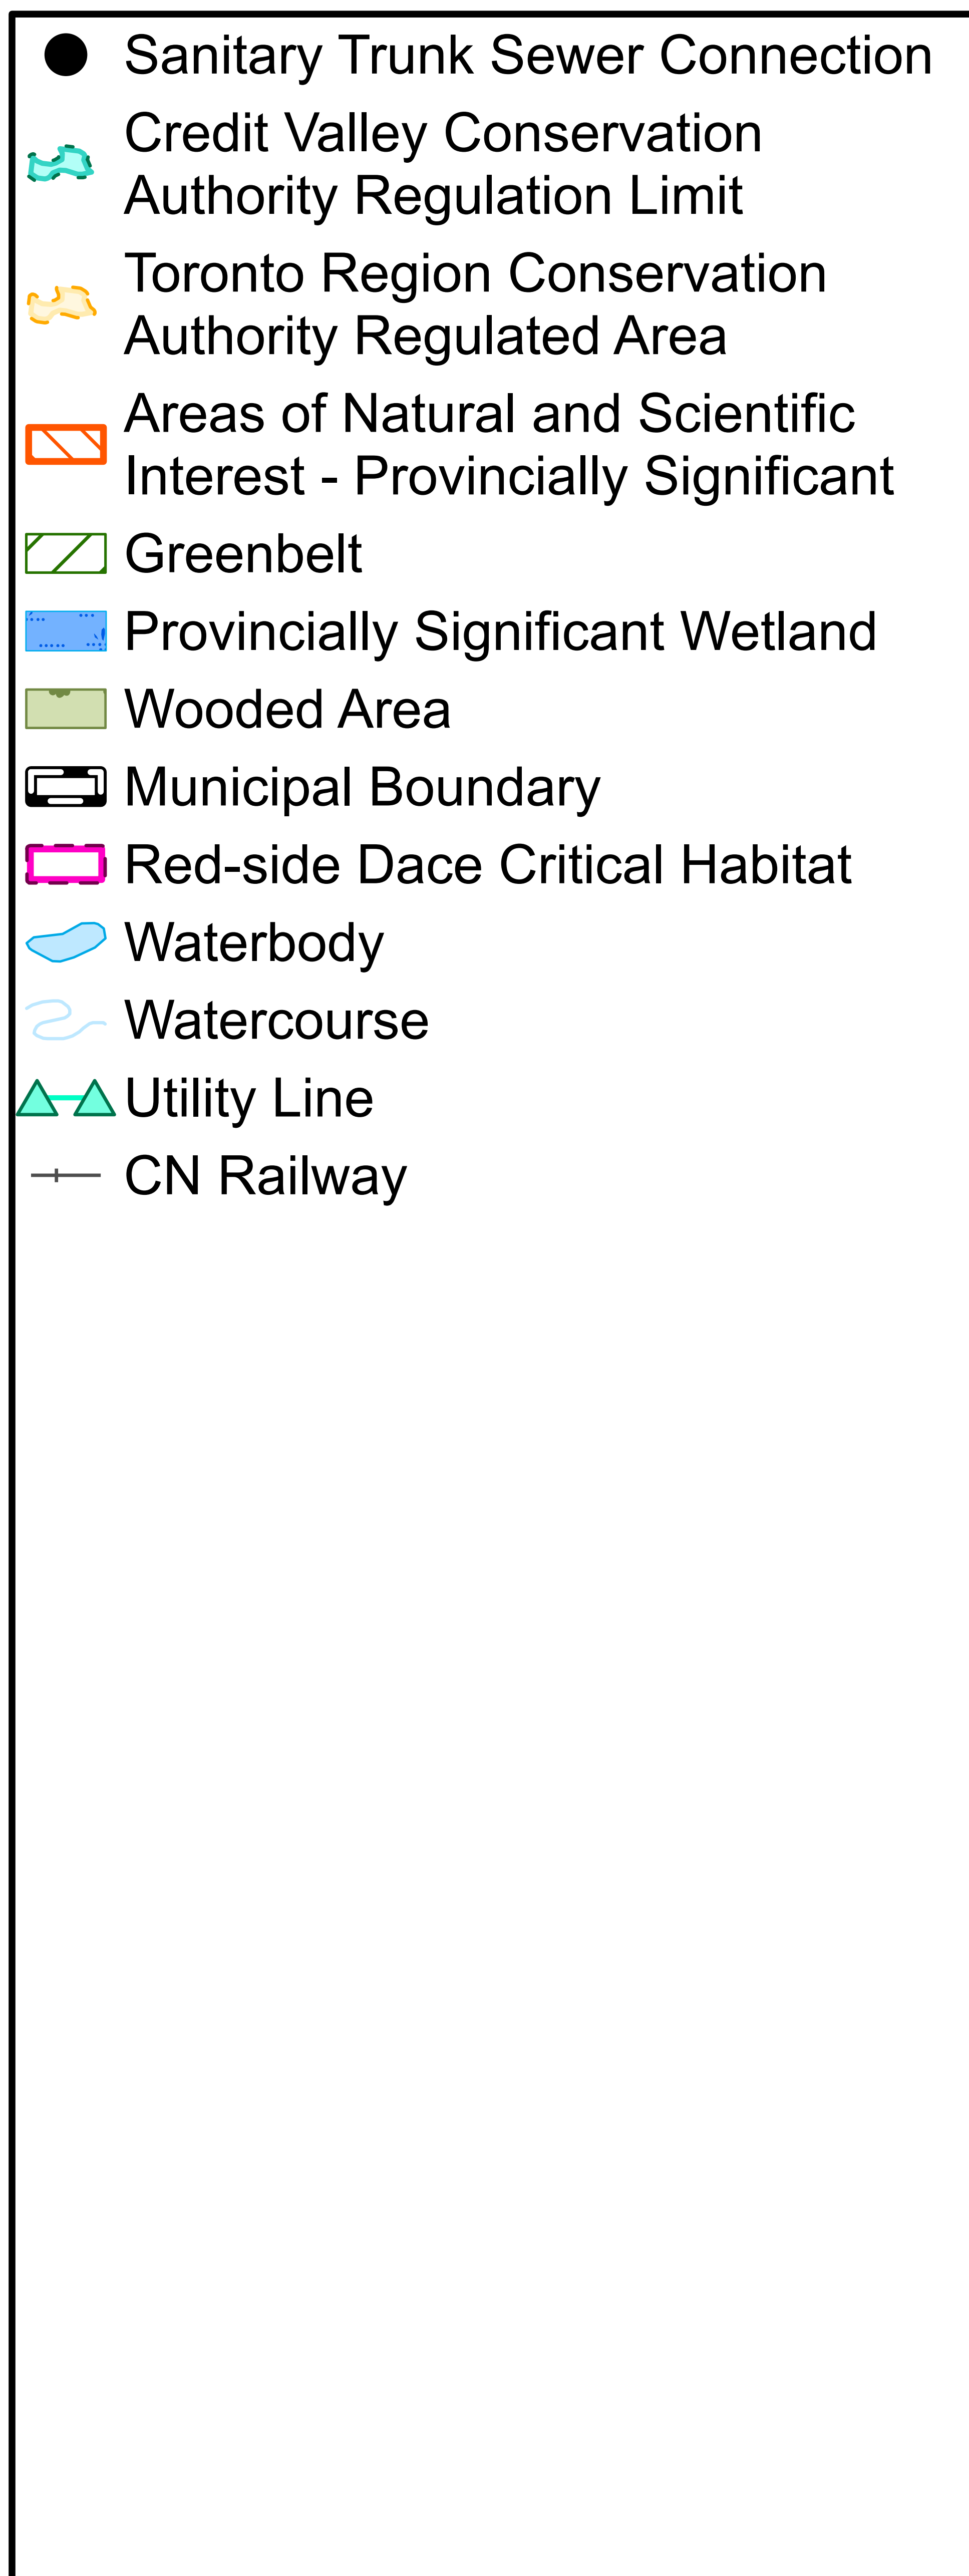 Sanitary Trunk Sewer Connection
Credit Valley Conservation
Authority Regulation Limit
Toronto Region Conservation
Authority Regulated Area
Areas of Natural and Scientific
Interest - Provincially Significant
Greenbelt
Provincially Significant Wetland
Wooded Area
Municipal Boundary
Red-side Dace Critical Habitat
Waterbody
Watercourse
Utility Line
CN Railway